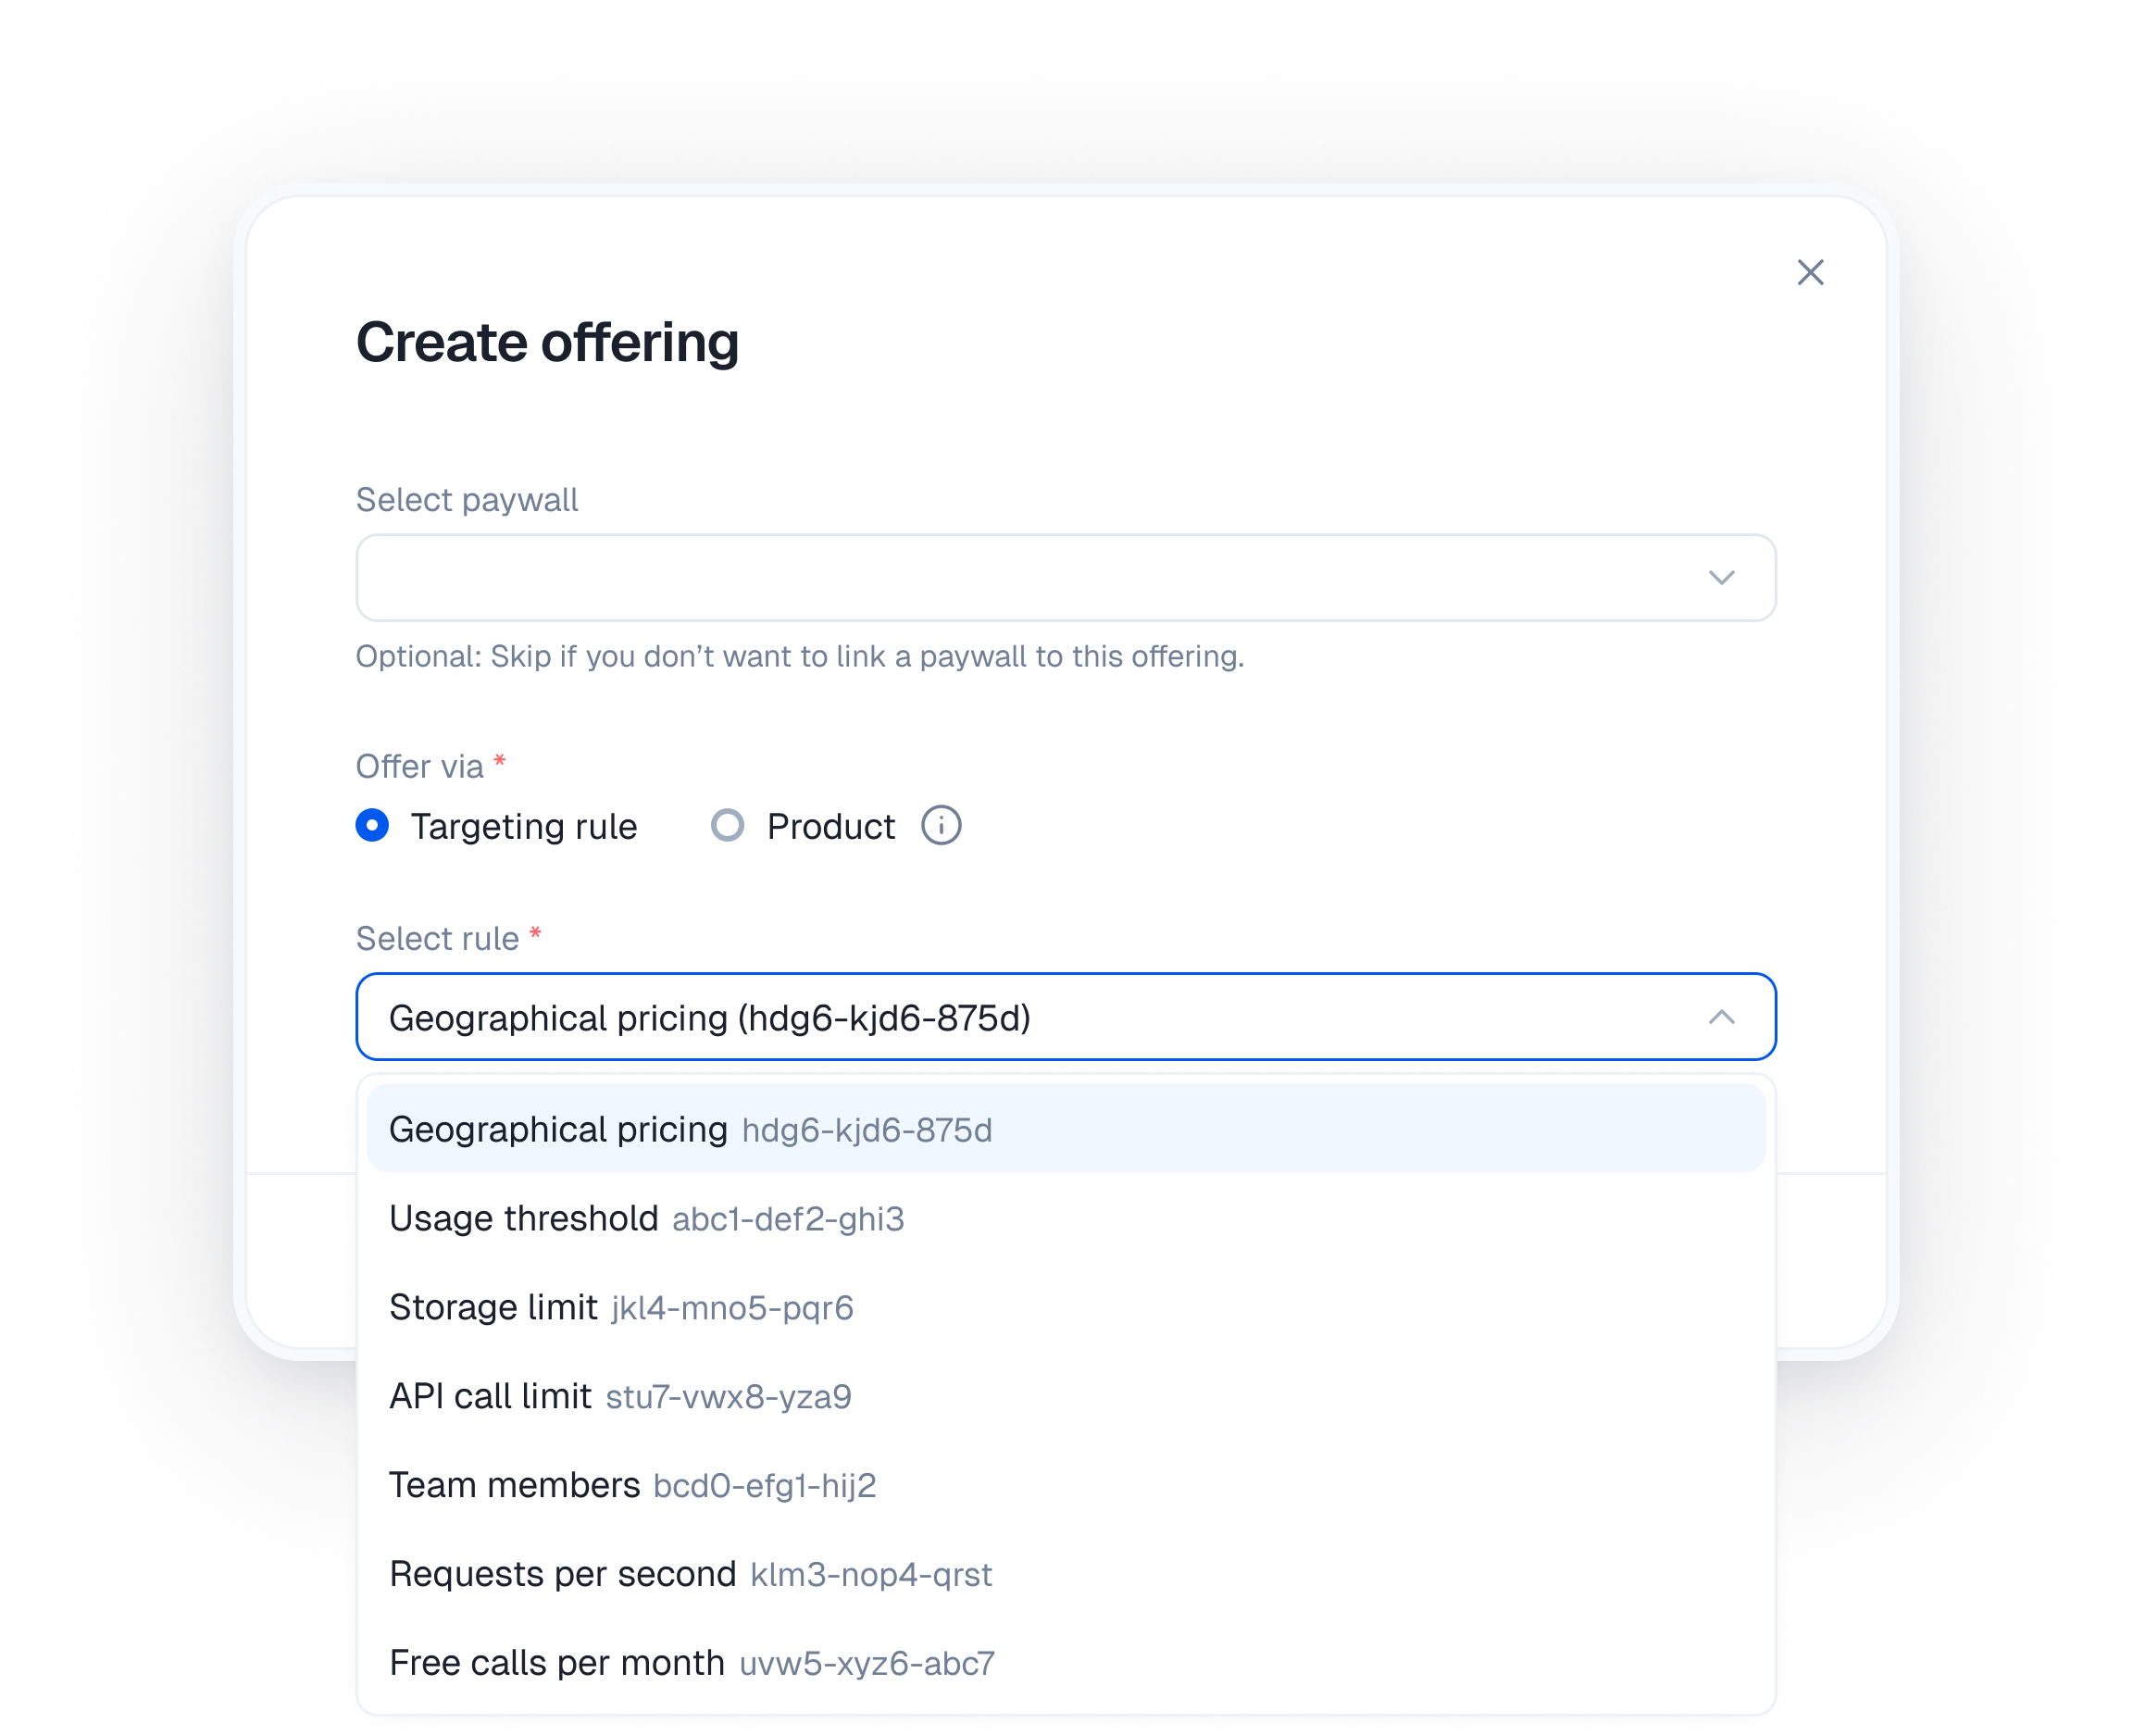 Create offering
Select paywall
Optional: Skip if you don’t want to link a paywall to this offering.
Offer via *
Targeting rule Product
Select rule *
Geographical pricing (hdg6-kjd6-875d)
Geographical pricing hdg6-kjd6-875d
Usage threshold abc1-def2-ghi3
Storage limit jkl4-mno5-pqr6
API call limit stu7-vwx8-yza9
Team members bcd0-efg1-hij2
Requests per second klm3-nop4-qrst
Free calls per month uvw5-xyz6-abc7